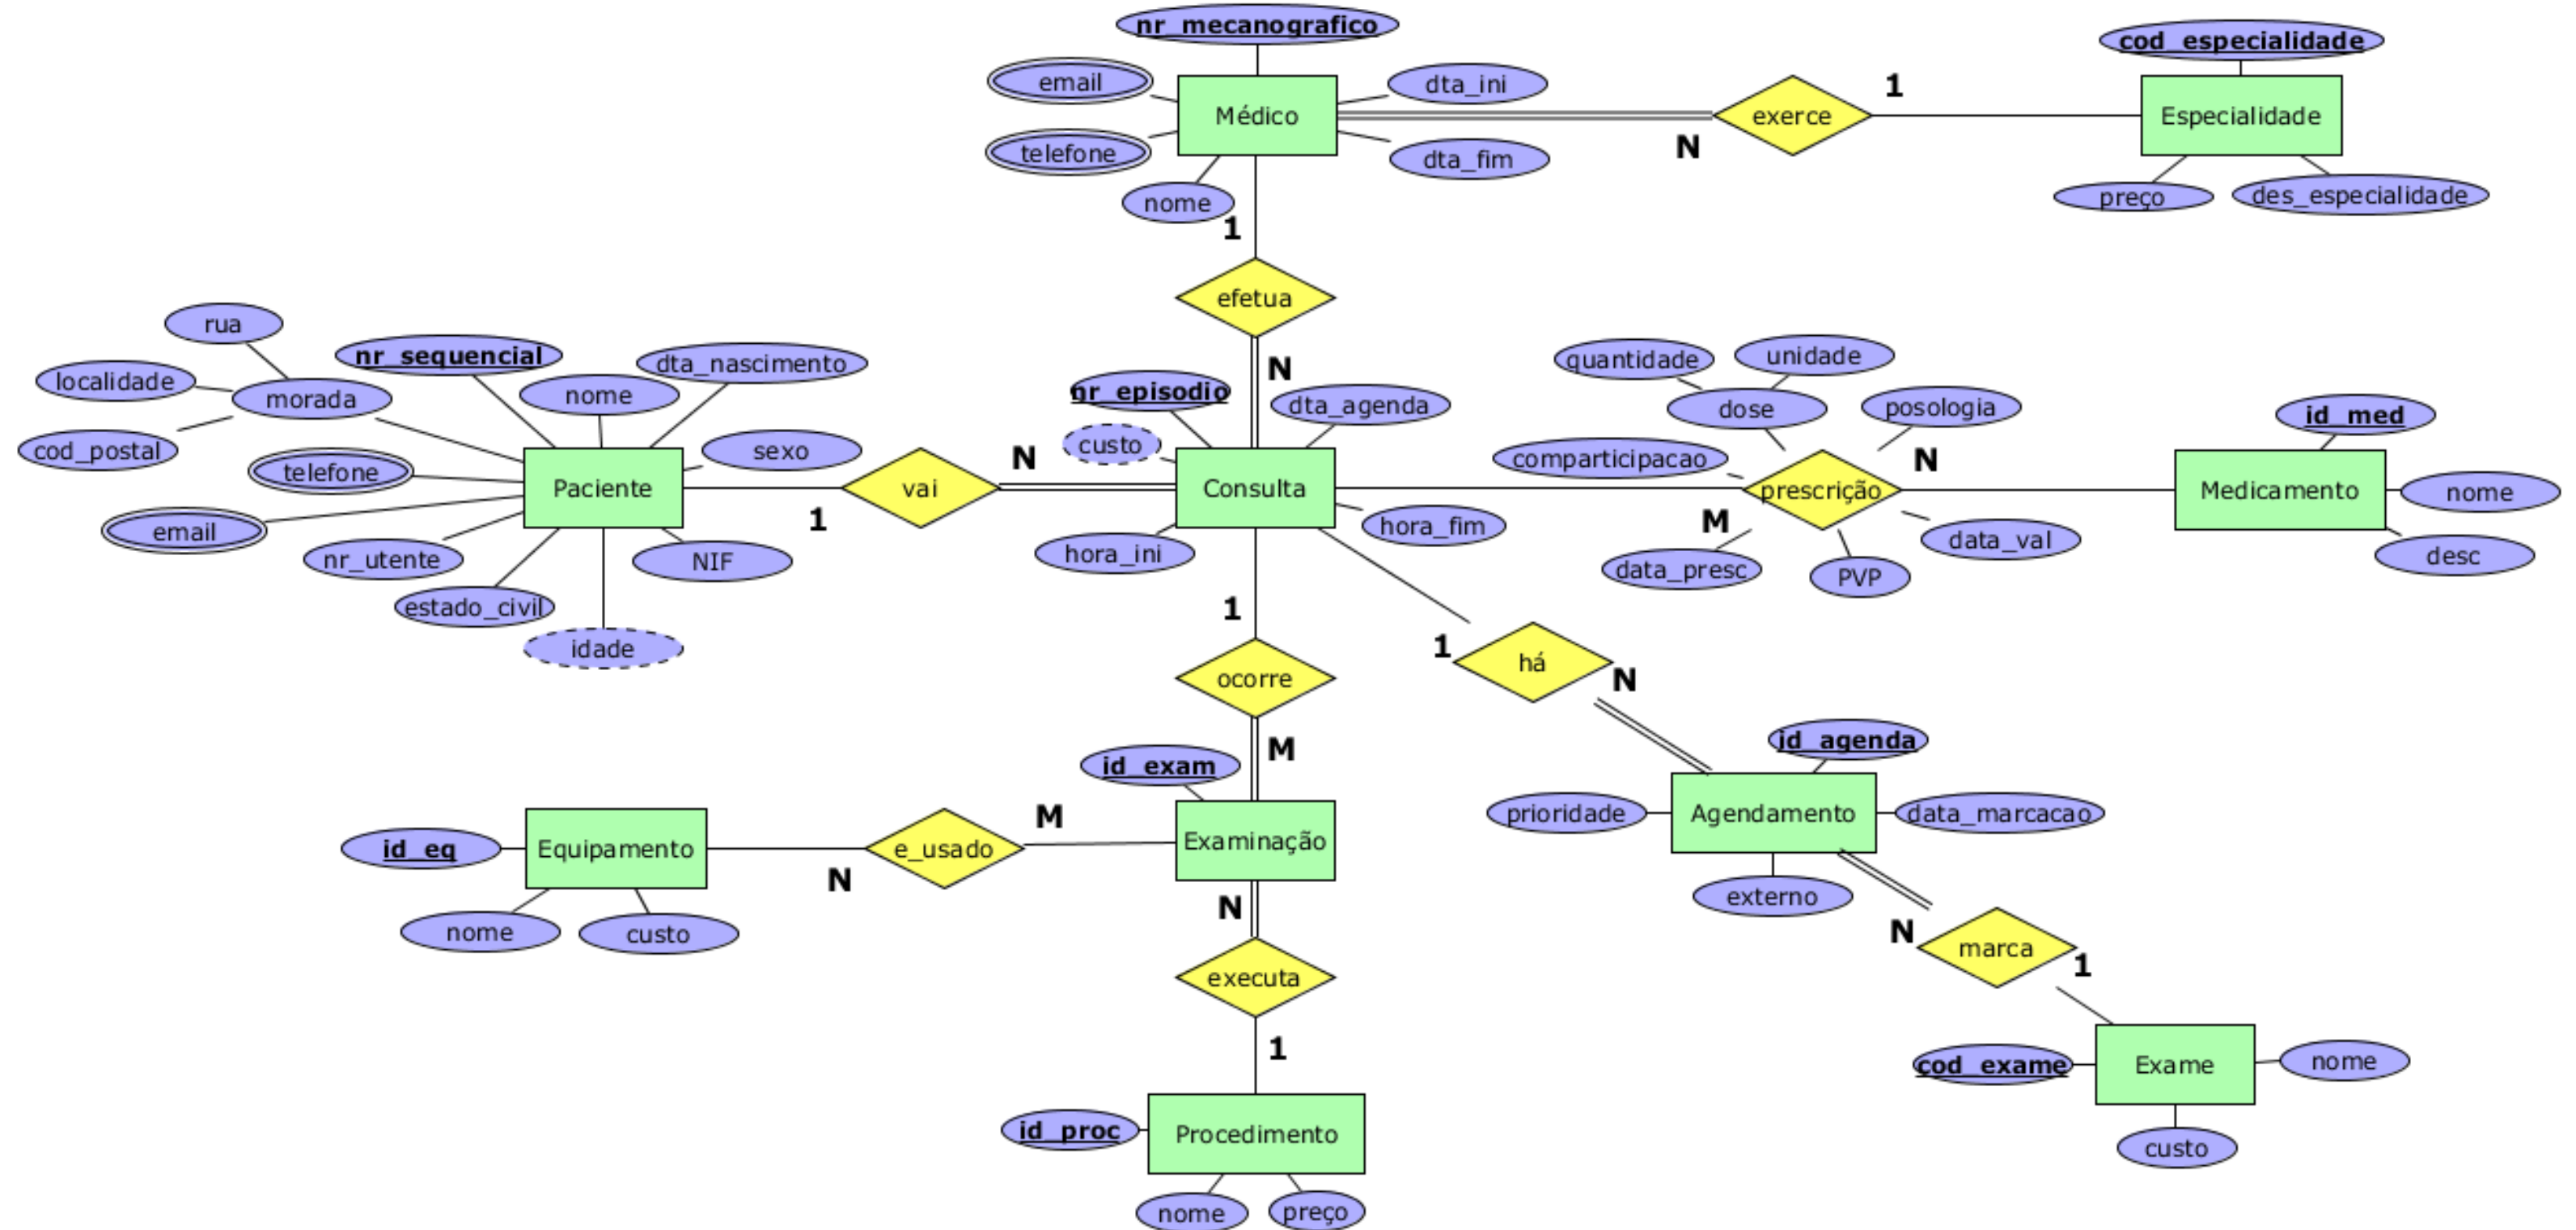 nr_mecanografico
cod_especialidade
email
dta_ini
1
Médico
exerce
Especialidade
telefone
N
dta_fim
nome
preço
des_especialidade
1
efetua
rua
nr_sequencial
dta_nascimento
localidade
morada
nome
cod_postal
telefone
sexo
email
Paciente
nr_utente
NIF
estado_civil
idade
vai
1
N
N
nr_episodio
dta_agenda
custo
Consulta
hora_ini
hora_fim
quantidade
unidade
dose
posologia
comparticipacao
prescrição
N
M
data_presc
PVP
data_val
id_med
Medicamento
nome
desc
1
ocorre
M
1
há
N
id_exam
Examinação
id_eq
Equipamento
e_usado
M
N
nome
custo
N
executa
1
id_proc
Procedimento
nome
preço
id_agenda
prioridade
Agendamento
data_marcacao
externo
N
marca
1
cod_exame
Exame
nome
custo